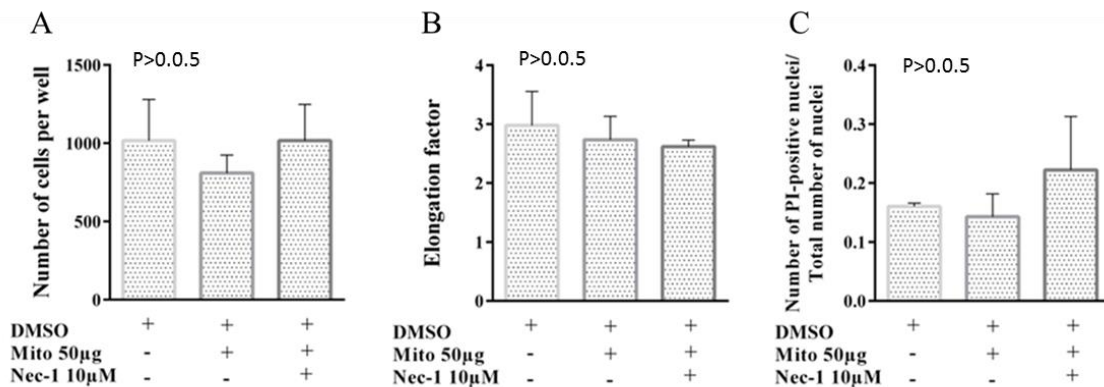 A
Number of cells per well
P>0.0.5
1500
1000
500
0
DMSO + + +
Mito 50µg - + +
Nec-1 10µM - - +
B
Elongation factor
P>0.0.5
4
3
2
1
0
DMSO + + +
Mito 50µg - + +
Nec-1 10µM - - +
C
Number of PI-positive nuclei/
Total number of nuclei
P>0.0.5
0.4
0.3
0.2
0.1
0.0
DMSO + + +
Mito 50µg - + +
Nec-1 10µM - - +